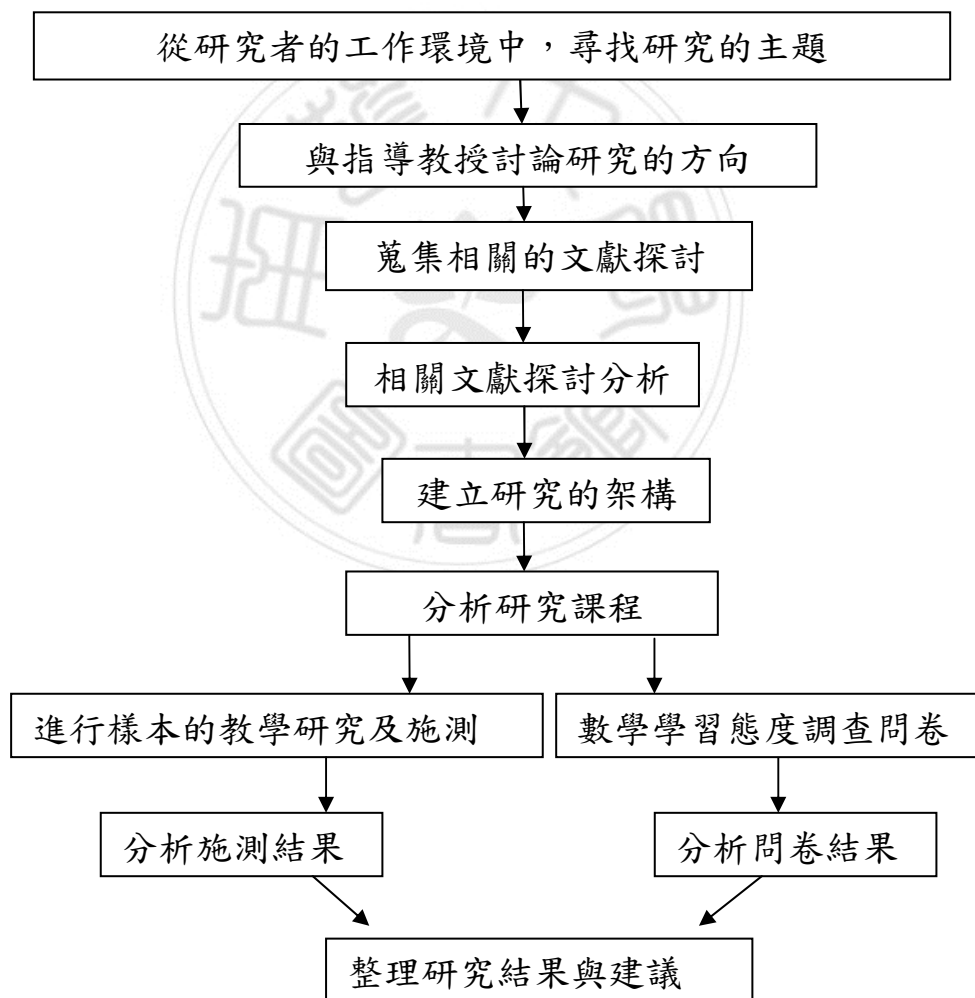 從研究者的工作環境中，尋找研究的主題
與指導教授討論研究的方向
蒐集相關的文獻探討
相關文獻探討分析
建立研究的架構
分析研究課程
進行樣本的教學研究及施測
數學學習態度調查問卷
分析施測結果
分析問卷結果
整理研究結果與建議